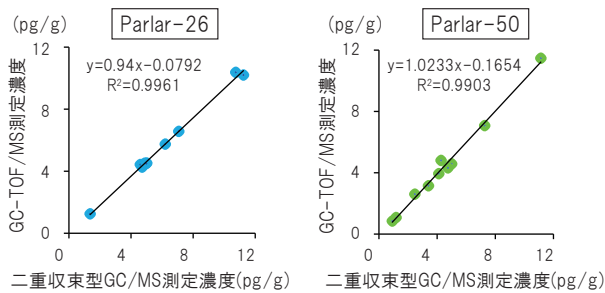 (pg/g)
Parlar-26
GC-TOF/MS測定濃度
12
8
4
0
y=0.94x-0.0792
R²=0.9961
0
4
8
12
二重収束型GC/MS測定濃度(pg/g)
(pg/g)
Parlar-50
GC-TOF/MS測定濃度
12
8
4
0
y=1.0233x-0.1654
R²=0.9903
0
4
8
12
二重収束型GC/MS測定濃度(pg/g)